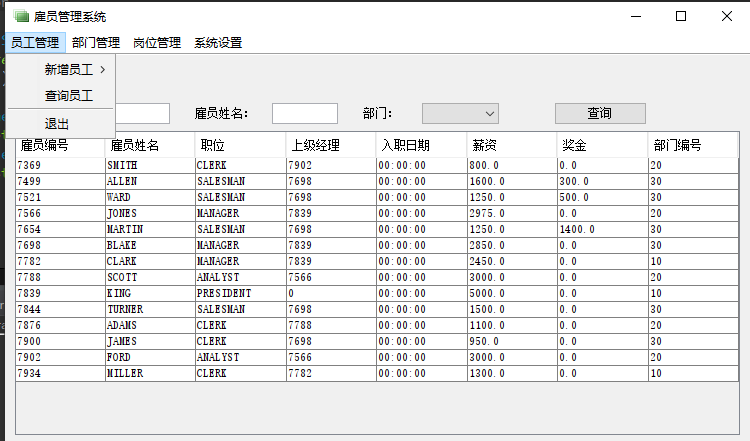 雇员管理系统
员工管理 部门管理 岗位管理 系统设置
新增员工
查询员工
退出
雇员姓名: 部门: 查询
雇员编号 雇员姓名 职位 上级经理 入职日期 薪资 奖金 部门编号
7369 SMITH CLERK 7902 00:00:00 800.0 0.0 20
7499 ALLEN SALESMAN 7698 00:00:00 1600.0 300.0 30
7521 WARD SALESMAN 7698 00:00:00 1250.0 500.0 30
7566 JONES MANAGER 7839 00:00:00 2975.0 0.0 20
7654 MARTIN SALESMAN 7698 00:00:00 1250.0 1400.0 30
7698 BLAKE MANAGER 7839 00:00:00 2850.0 0.0 30
7782 CLARK MANAGER 7839 00:00:00 2450.0 0.0 10
7788 SCOTT ANALYST 7566 00:00:00 3000.0 0.0 20
7839 KING PRESIDENT 0 00:00:00 5000.0 0.0 10
7844 TURNER SALESMAN 7698 00:00:00 1500.0 0.0 30
7876 ADAMS CLERK 7788 00:00:00 1100.0 0.0 20
7900 JAMES CLERK 7698 00:00:00 950.0 0.0 30
7902 FORD ANALYST 7566 00:00:00 3000.0 0.0 20
7934 MILLER CLERK 7782 00:00:00 1300.0 0.0 10